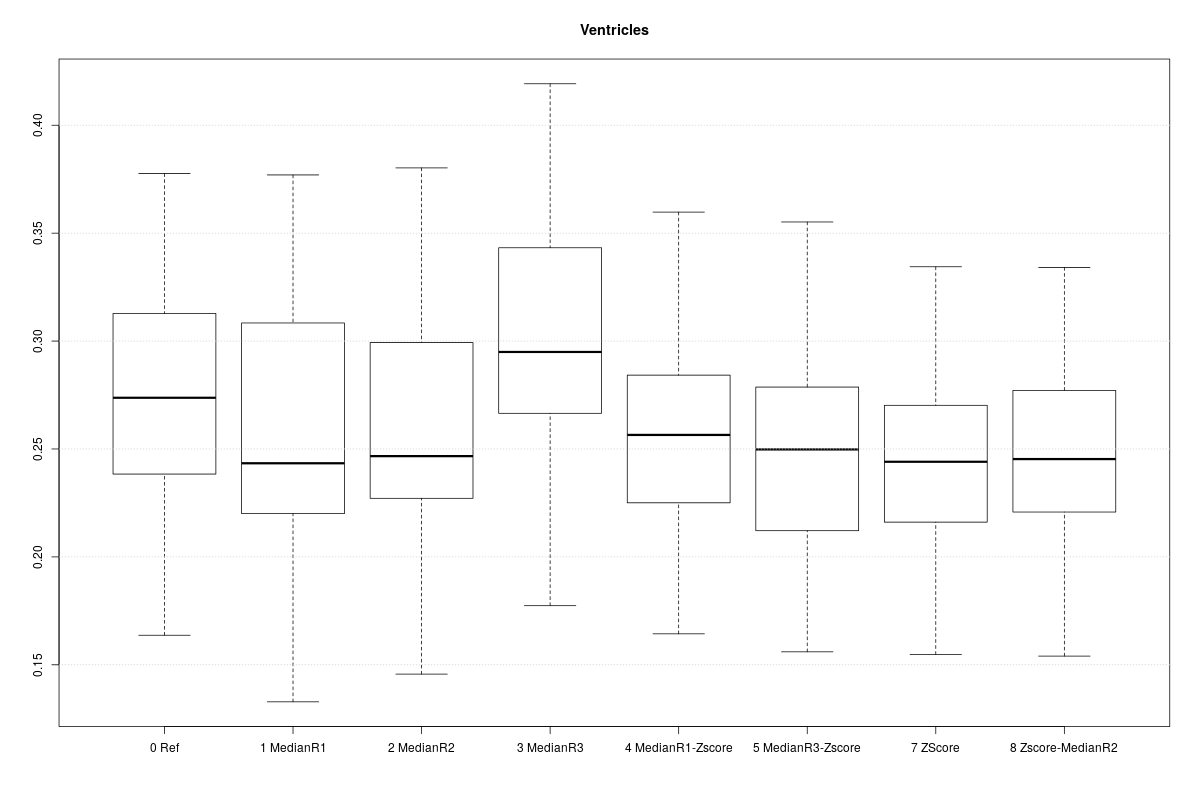 Ventricles
0.40
0.35
0.30
0.25
0.20
0.15
0 Ref
1 MedianR1
2 MedianR2
3 MedianR3
4 MedianR1-Zscore
5 MedianR3-Zscore
7 ZScore
8 Zscore-MedianR2